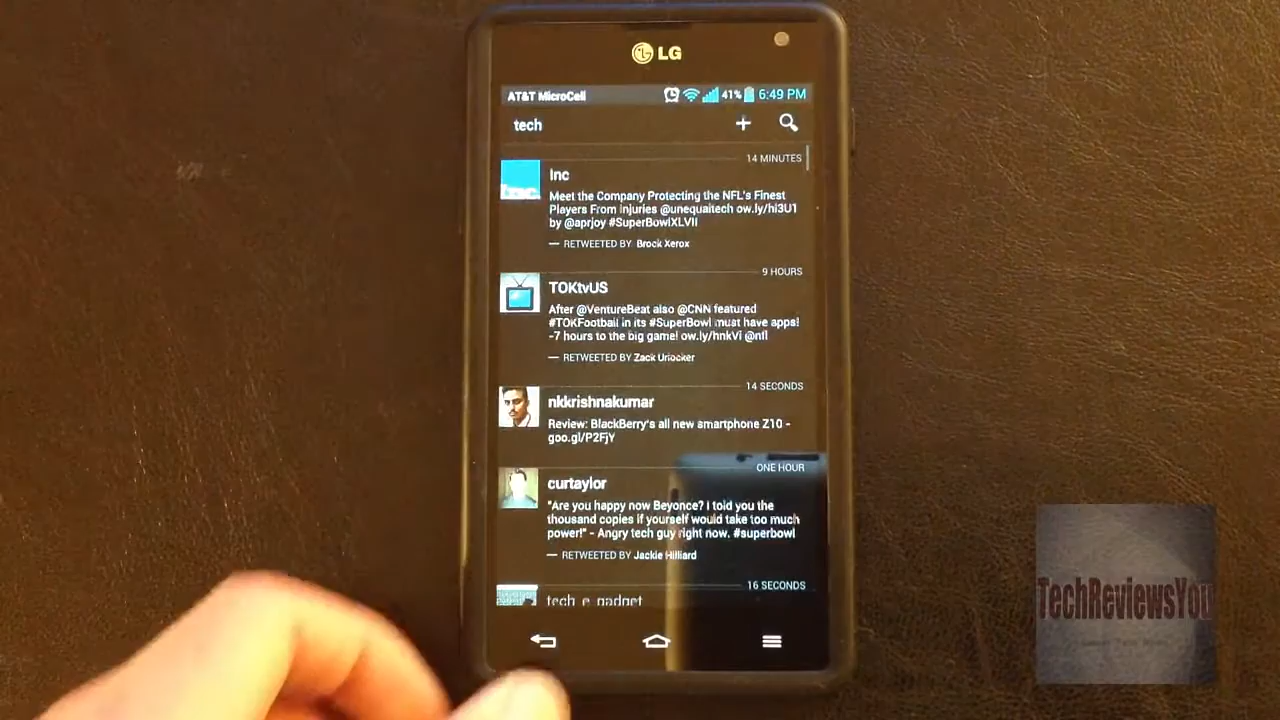 LG
AT&T MicroCell
41% 6:49 PM
tech
14 MINUTES
Inc
Meet the Company Protecting the NFL's Finest
Players From Injuries @unequaltech ow.ly/hi3U1
by @aprjoy #SuperBowlXLVII
— RETWEETED BY Brock Xerox
9 HOURS
TOKtvUS
After @VentureBeat also @CNN featured
#TOKFootball in its #SuperBowl must have apps!
-7 hours to the big game! ow.ly/hnkVi @nfl
— RETWEETED BY Zack Urlocker
14 SECONDS
nkkrishnakumar
Review: BlackBerry's all new smartphone Z10 -
goo.gl/P2FjY
ONE HOUR
curtaylor
"Are you happy now Beyonce? I told you the
thousand copies if yourself would take too much
power!" - Angry tech guy right now. #superbowl
— RETWEETED BY Jackie Hilliard
16 SECONDS
tech e gadget
TechReviewsYou